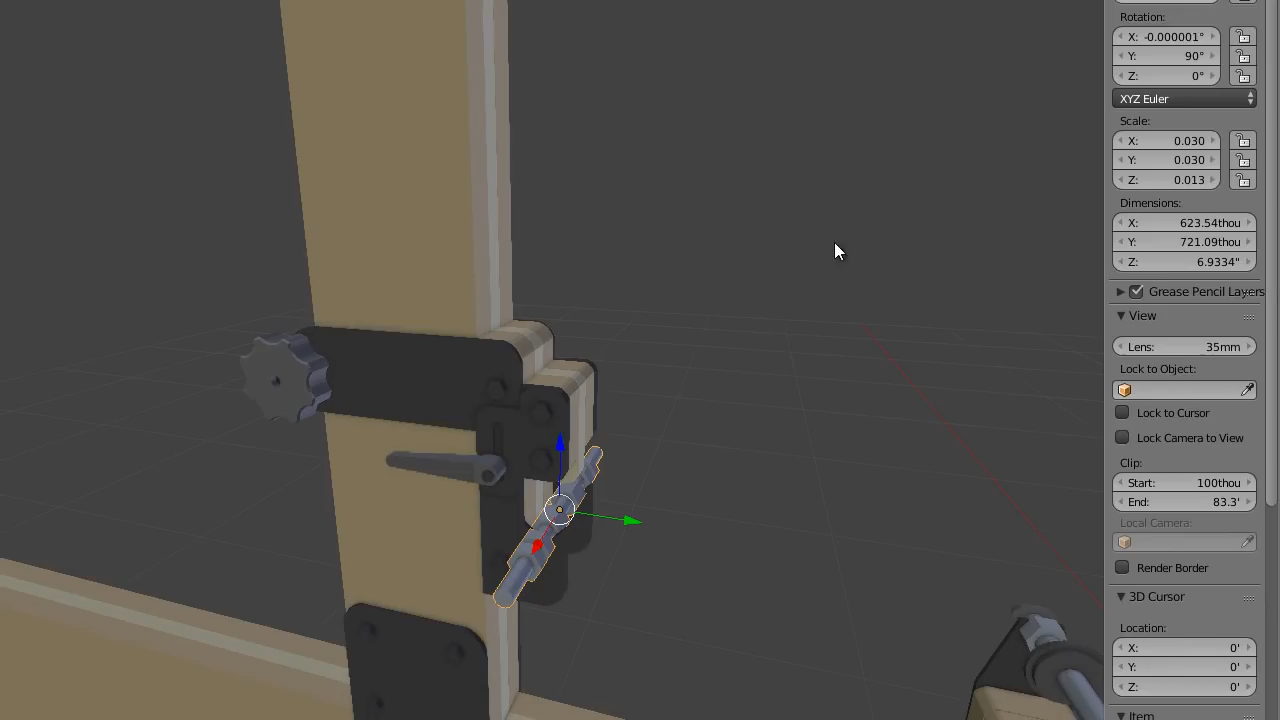 Rotation:
X: -0.000001°
Y: 90°
Z: 0°
XYZ Euler
Scale:
X: 0.030
Y: 0.030
Z: 0.013
Dimensions:
X: 623.54thou
Y: 721.09thou
Z: 6.9334"
Grease Pencil Layers
View
Lens: 35mm
Lock to Object:
Lock to Cursor
Lock Camera to View
Clip:
Start: 100thou
End: 83.3'
Local Camera:
Render Border
3D Cursor
Location:
X: 0'
Y: 0'
Z: 0'
Item